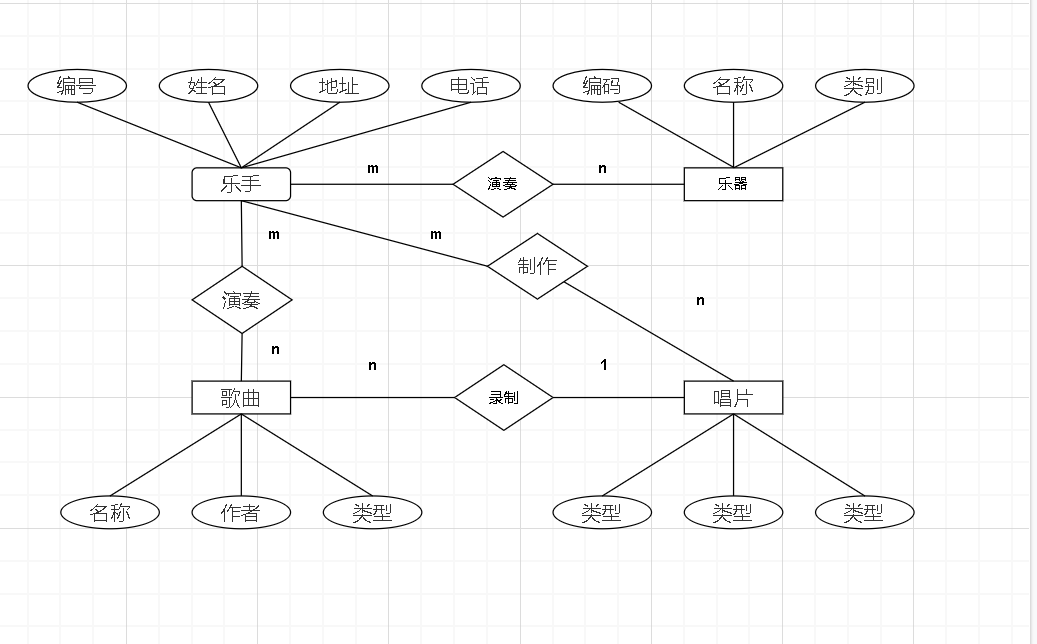 编号 姓名 地址 电话 编码 名称 类别
m n
乐手 演奏 乐器
m m
制作
演奏 n
n n 1
歌曲 录制 唱片
名称 作者 类型 类型 类型 类型